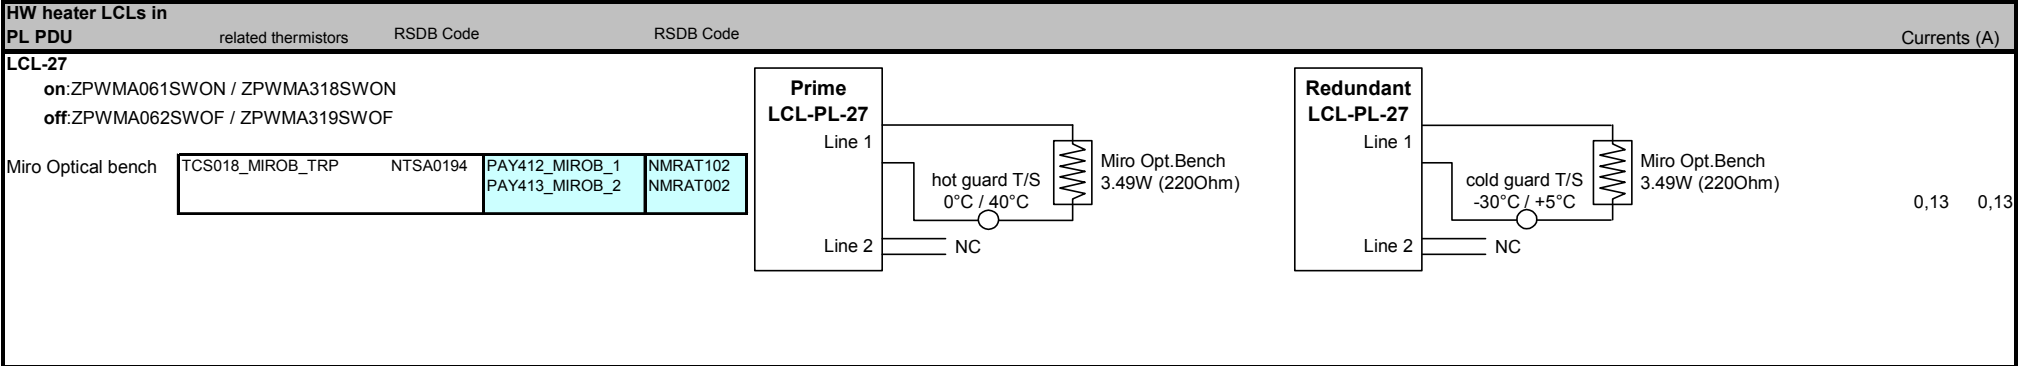 HW heater LCLs in
PL PDU related thermistors RSDB Code RSDB Code Currents (A)
LCL-27
on:ZPWMA061SWON / ZPWMA318SWON
off:ZPWMA062SWOF / ZPWMA319SWOF
Miro Optical bench TCS018_MIROB_TRP NTSA0194 PAY412_MIROB_1 NMRAT102
PAY413_MIROB_2 NMRAT002
Prime
LCL-PL-27
Line 1
Miro Opt.Bench
hot guard T/S 3.49W (220Ohm)
0°C / 40°C
Line 2 NC
Redundant
LCL-PL-27
Line 1
Miro Opt.Bench
cold guard T/S 3.49W (220Ohm)
-30°C / +5°C
Line 2 NC
0,13 0,13